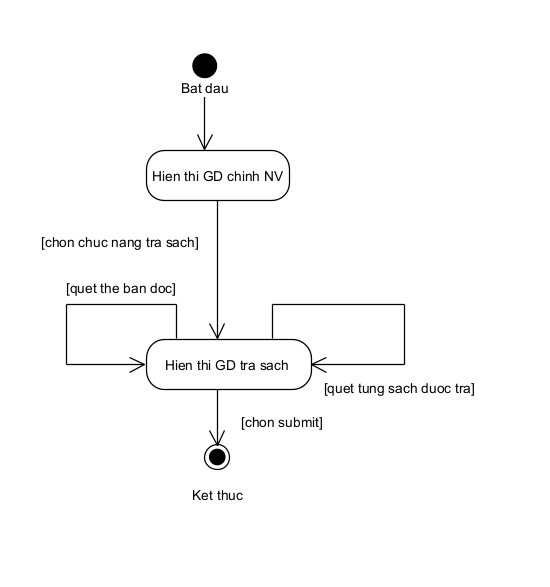 Bat dau
Hien thi GD chinh NV
[chon chuc nang tra sach]
[quet the ban doc]
Hien thi GD tra sach
[quet tung sach duoc tra]
[chon submit]
Ket thuc